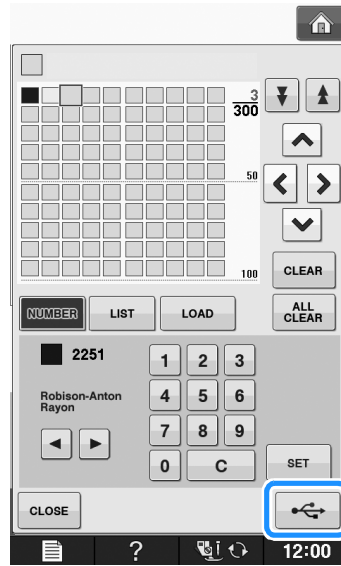 3
300
50
100
CLEAR
NUMBER
LIST
LOAD
ALL
CLEAR
2251
Robison-Anton
Rayon
1 2 3
4 5 6
7 8 9
0 C
SET
CLOSE
? 12:00